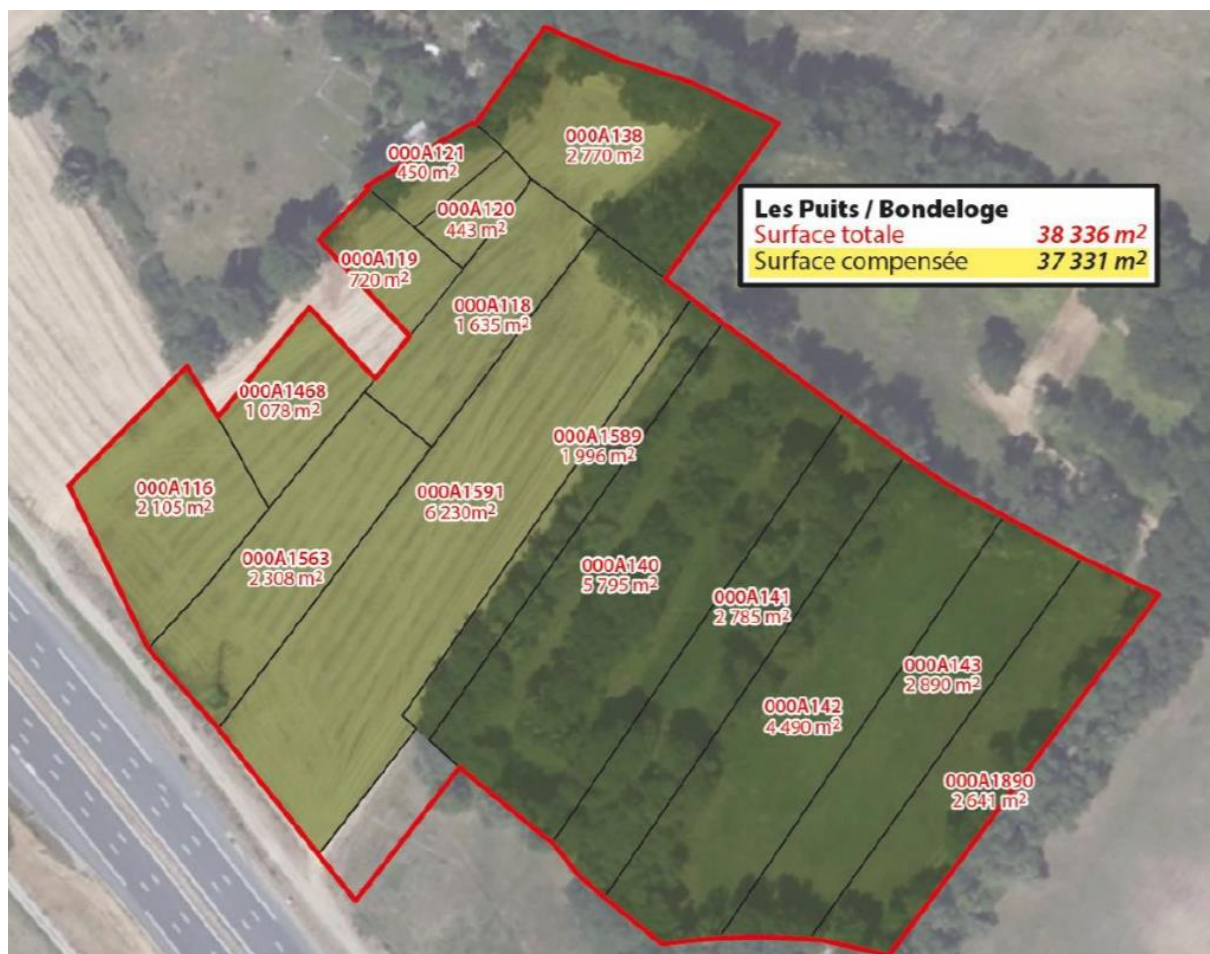 000A138
2 770 m²
000A121
450 m²
000A120
443 m²
000A119
720 m²
000A118
1 635 m²
Les Puits / Bondeloge
Surface totale 38 336 m²
Surface compensée 37 331 m²
000A1468
1 078 m²
000A1589
1 996 m²
000A116
2 105 m²
000A1591
6 230m²
000A1563
2 308 m²
000A140
5 795 m²
000A141
2 785 m²
000A143
2 890 m²
000A142
4 490 m²
000A1890
2 641 m²